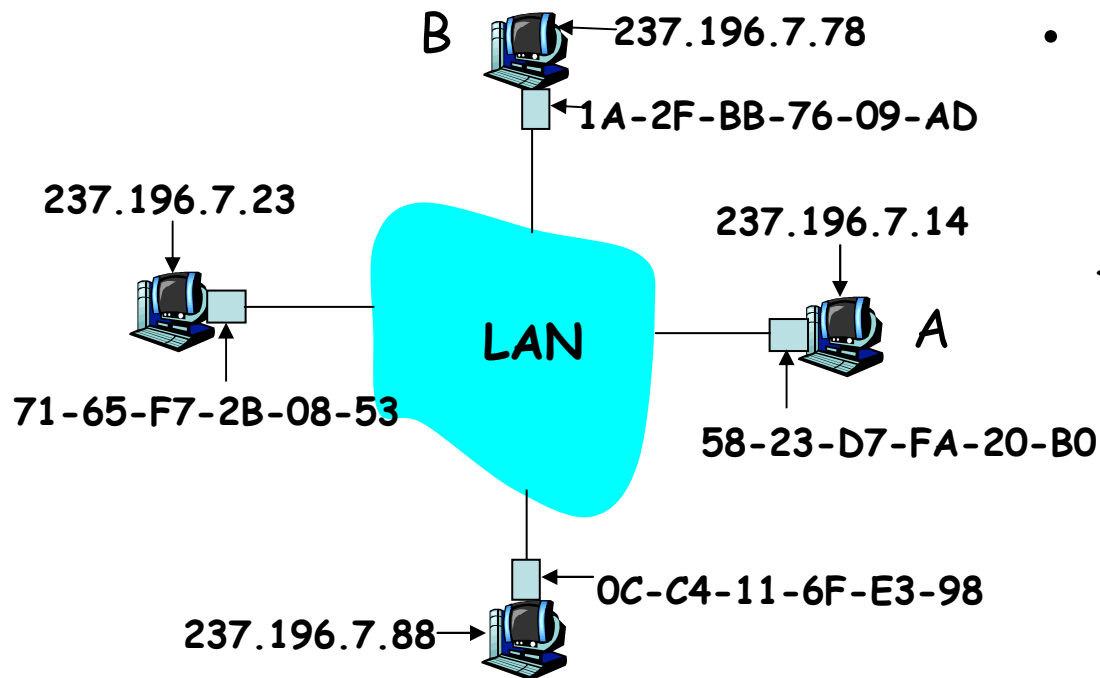 B
237.196.7.78
•
1A-2F-BB-76-09-AD
237.196.7.23
237.196.7.14
LAN
A
71-65-F7-2B-08-53
58-23-D7-FA-20-B0
0C-C4-11-6F-E3-98
237.196.7.88